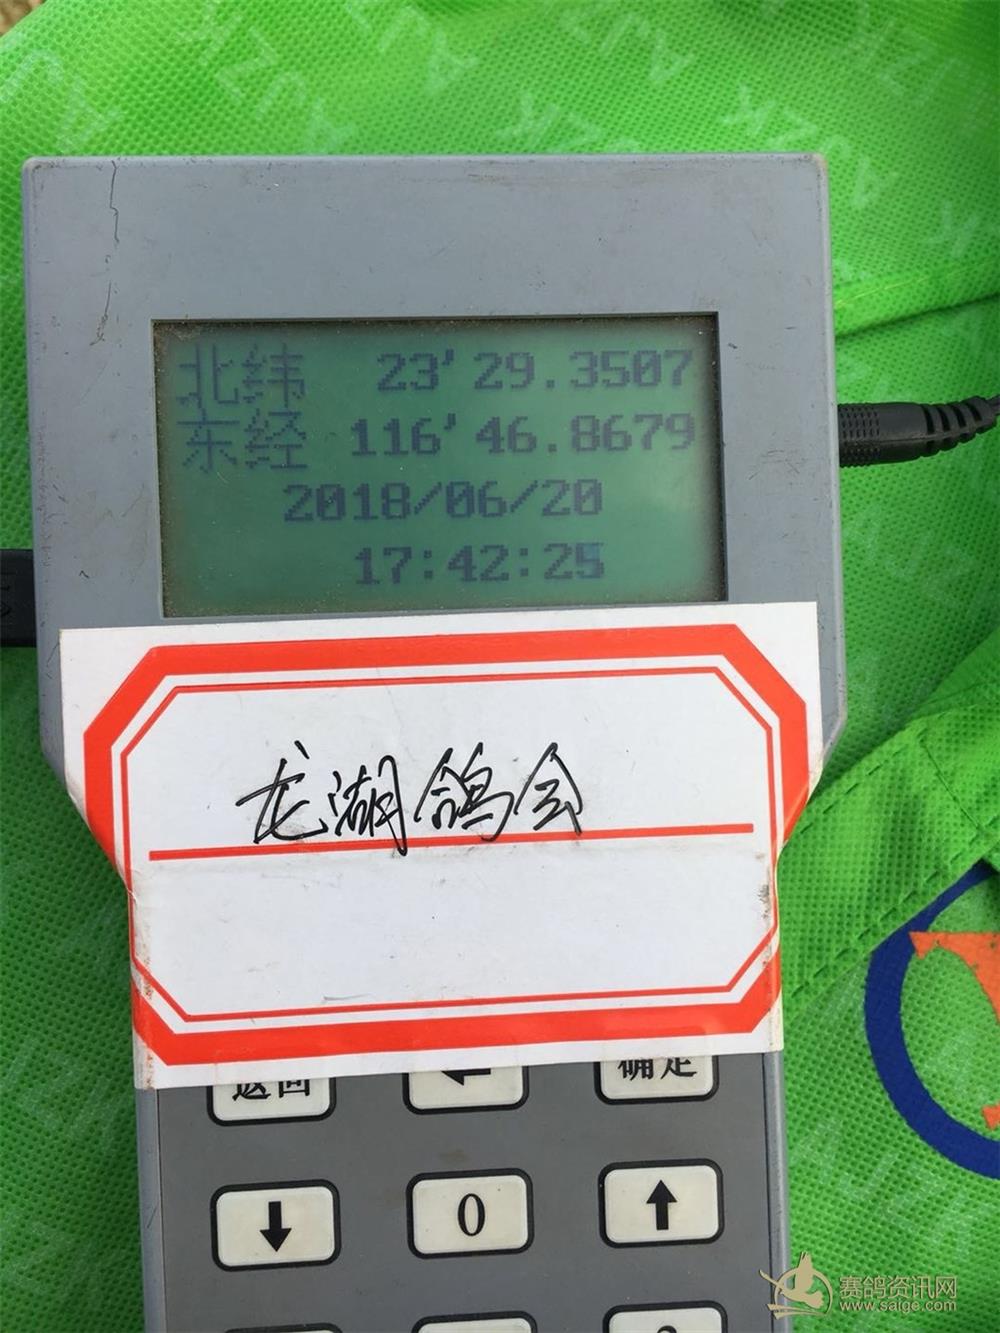 北纬 23'29.3507
东经 116'46.8679
2018/06/20
17:42:25
龙湖鸽会
返回 ← 确定
↓ 0 ↑
赛鸽资讯网
www.saige.com